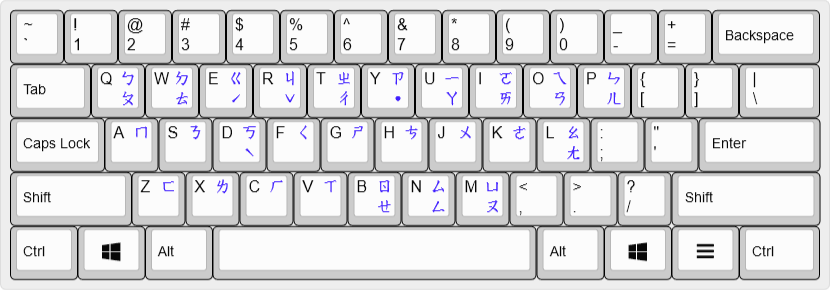 ~ ! @ # $ % ^ & * ( ) _ + Backspace
` 1 2 3 4 5 6 7 8 9 0 - =
Tab Q ㄅ W ㄉ E ㄍ R ㄐ T ㄓ Y ㄗ U ㄧ I ㄛ O ㄟ P ㄣ { } |
ㄆ ㄊ ˊ ˇ ㄔ ˙ ㄚ ㄞ ㄢ ㄦ [ ] \
Caps Lock A ㄇ S ㄋ D ㄎ F ㄑ G ㄕ H ㄘ J ㄨ K ㄜ L ㄠ : " Enter
ˋ ㄤ ; '
Shift Z ㄈ X ㄌ C ㄏ V ㄒ B ㄖ N ㄙ M ㄩ < > ? Shift
ㄝ ㄥ ㄡ , . /
Ctrl Alt Alt Ctrl